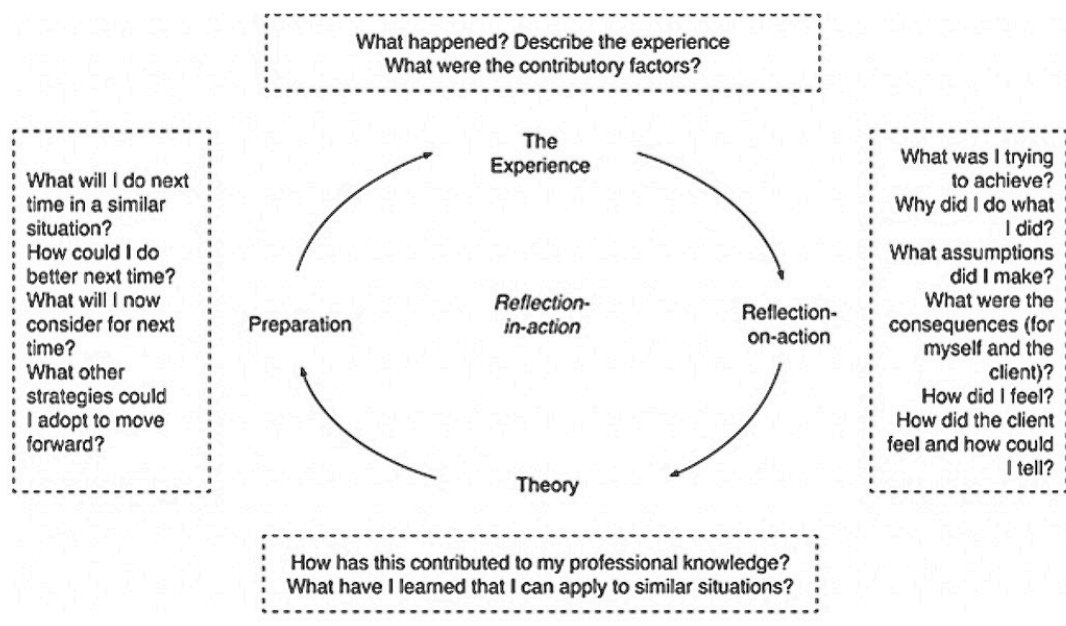 What happened? Describe the experience
What were the contributory factors?
The
Experience
What was I trying
to achieve?
Why did I do what
I did?
What assumptions
did I make?
What were the
consequences (for
myself and the
client)?
How did I feel?
How did the client
feel and how could
I tell?
Reflection-
on-action
Reflection-
in-action
Preparation
What will I do next
time in a similar
situation?
How could I do
better next time?
What will I now
consider for next
time?
What other
strategies could
I adopt to move
forward?
Theory
How has this contributed to my professional knowledge?
What have I learned that I can apply to similar situations?